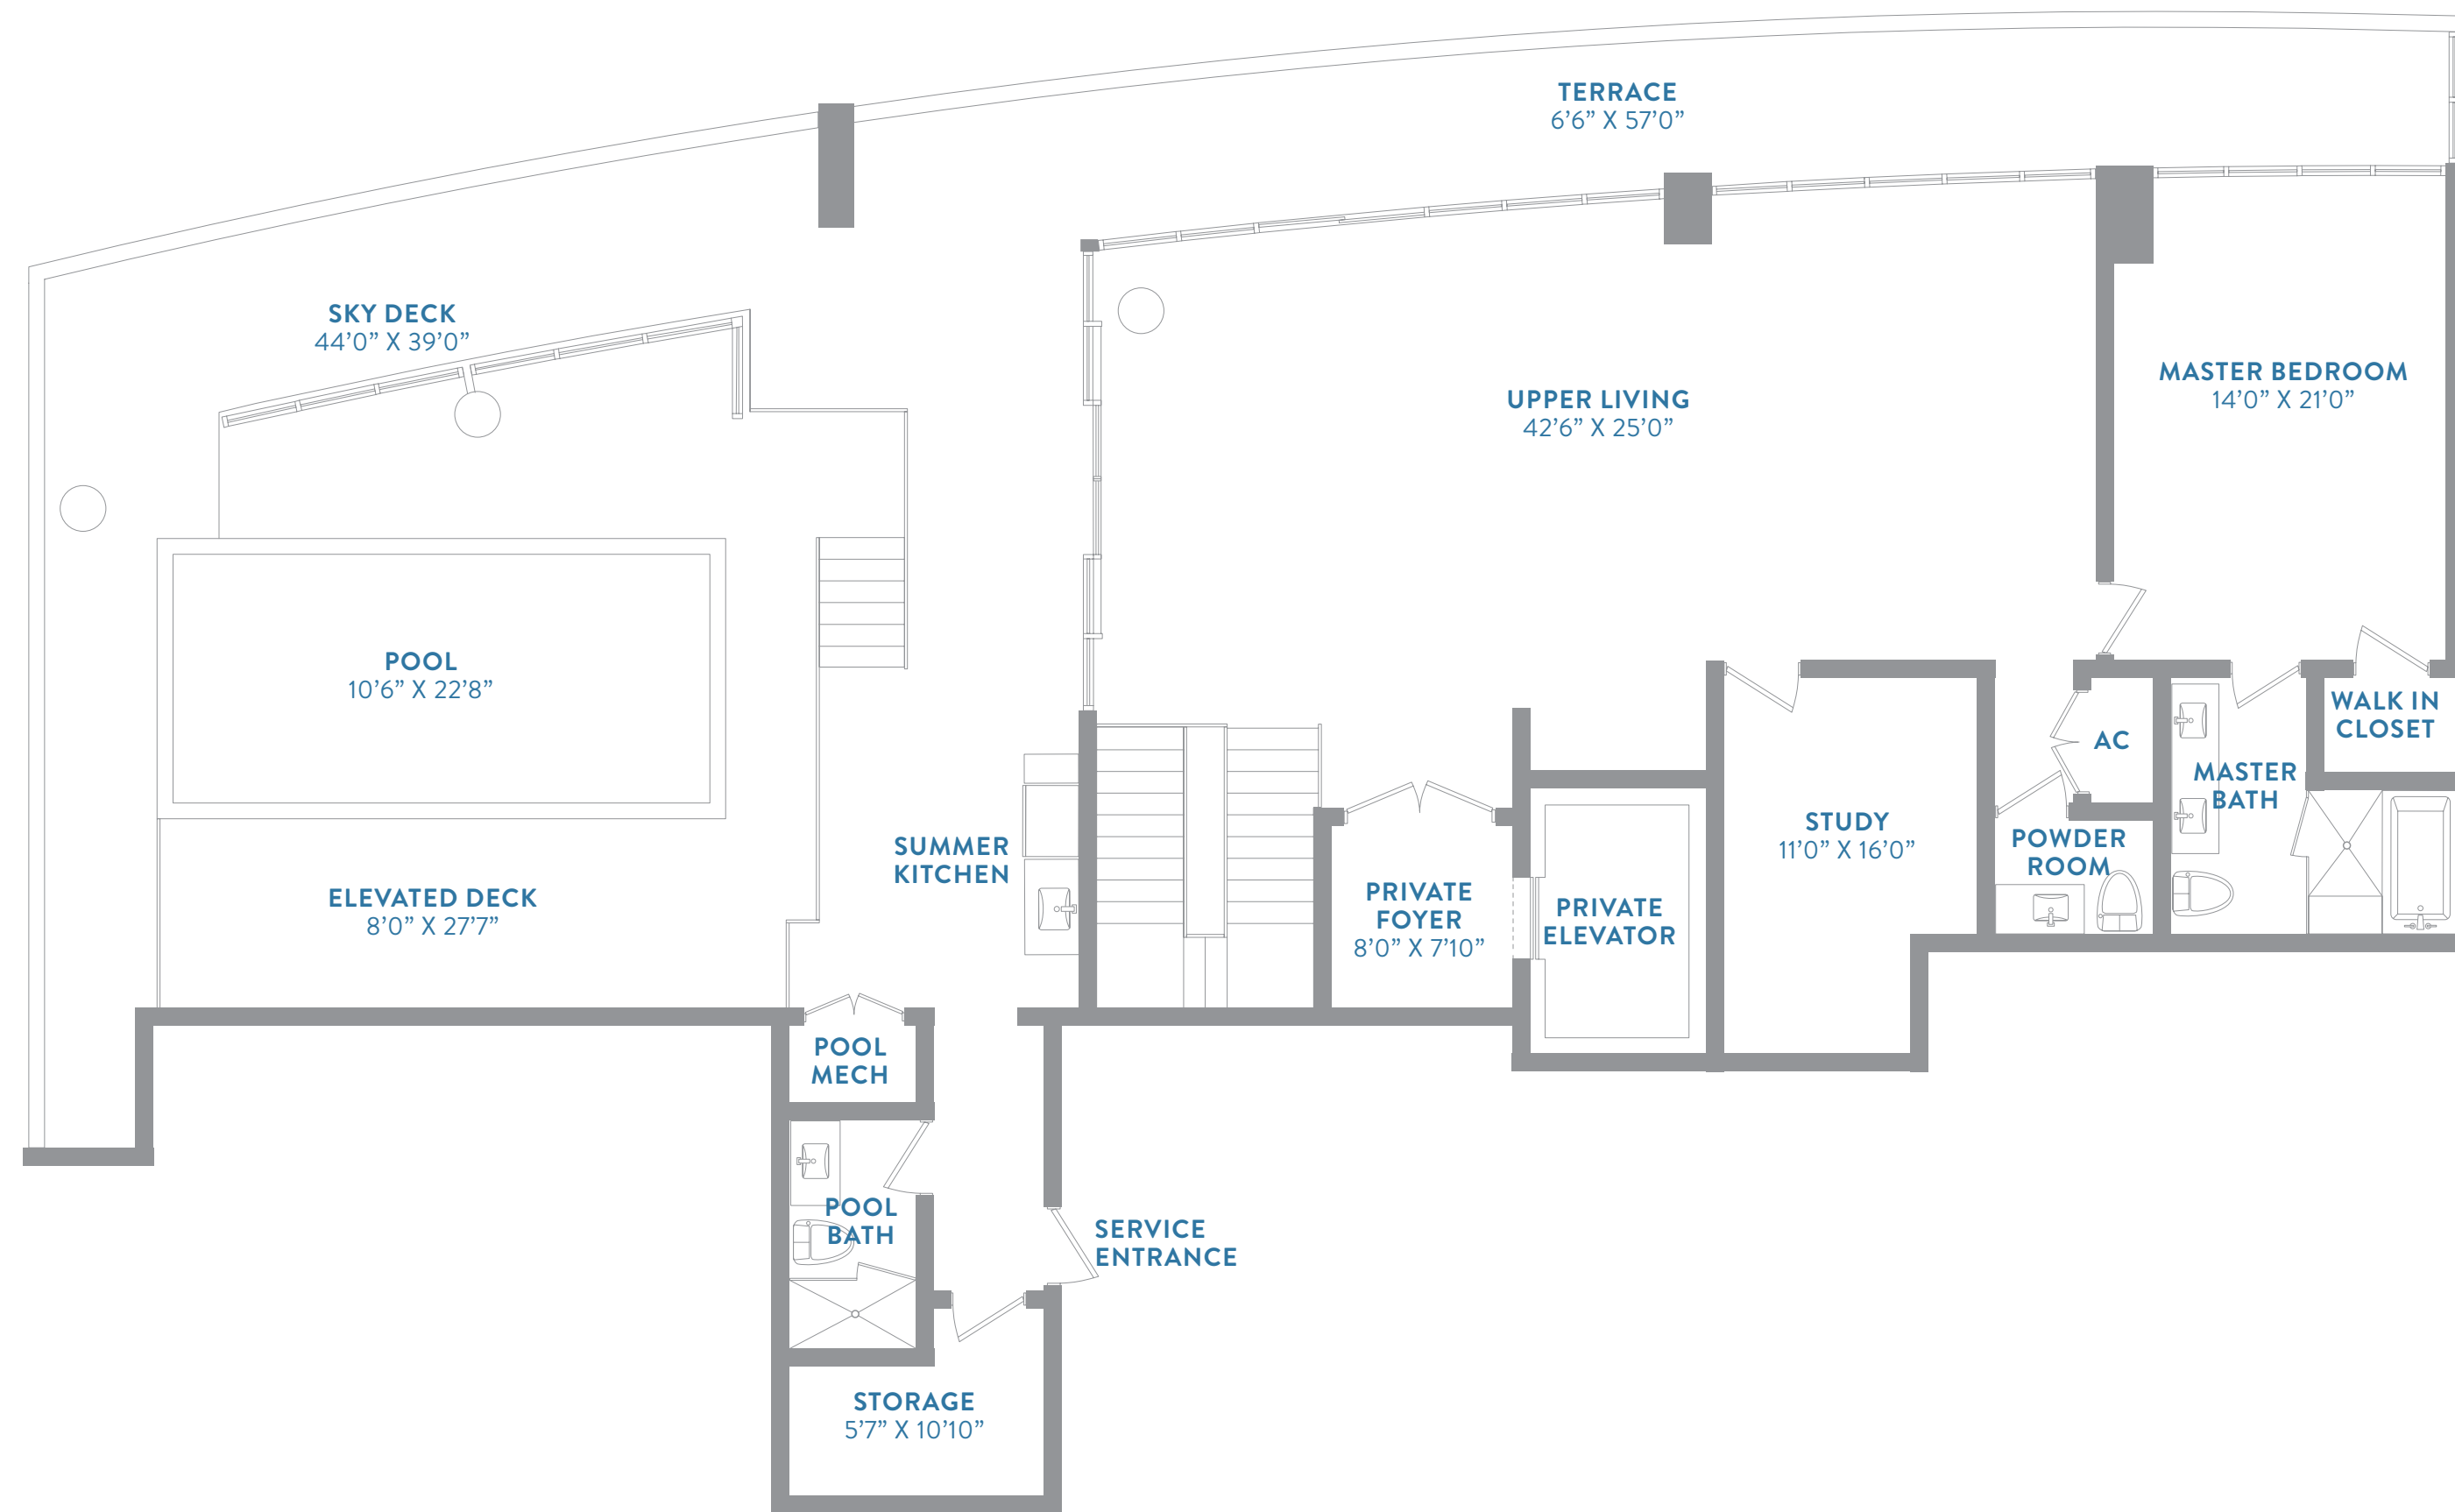 TERRACE
6’6” X 57’0”
SKY DECK
44’0” X 39’0”
UPPER LIVING
42’6” X 25’0”
MASTER BEDROOM
14’0” X 21’0”
POOL
10’6” X 22’8”
WALK IN
CLOSET
AC
MASTER
BATH
SUMMER
KITCHEN
STUDY
11’0” X 16’0”
POWDER
ROOM
ELEVATED DECK
8’0” X 27’7”
PRIVATE
FOYER
8’0” X 7’10”
PRIVATE
ELEVATOR
POOL
MECH
POOL
BATH
SERVICE
ENTRANCE
STORAGE
5’7” X 10’10”